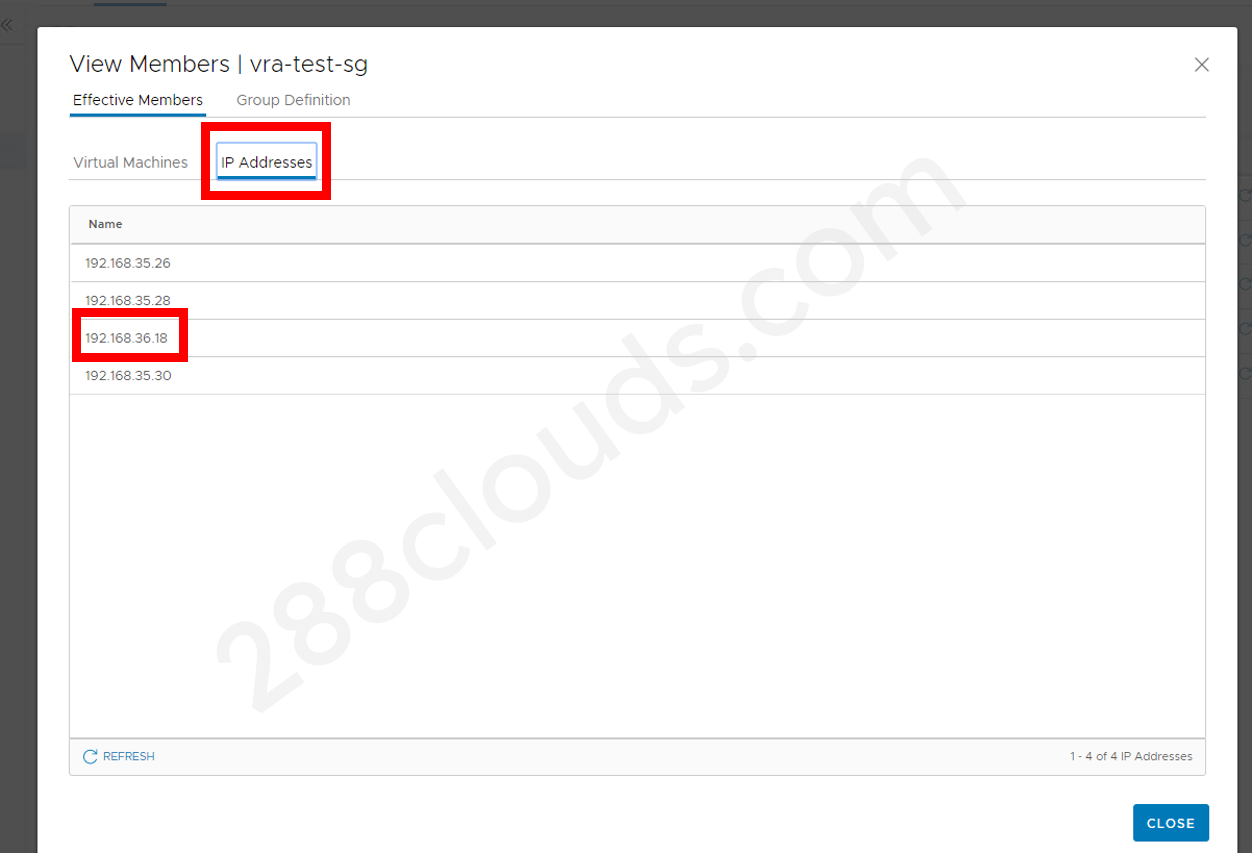 View Members | vra-test-sg
Effective Members Group Definition
Virtual Machines IP Addresses
Name
192.168.35.26
192.168.35.28
192.168.36.18
192.168.35.30
288clouds.com
REFRESH 1 - 4 of 4 IP Addresses
CLOSE